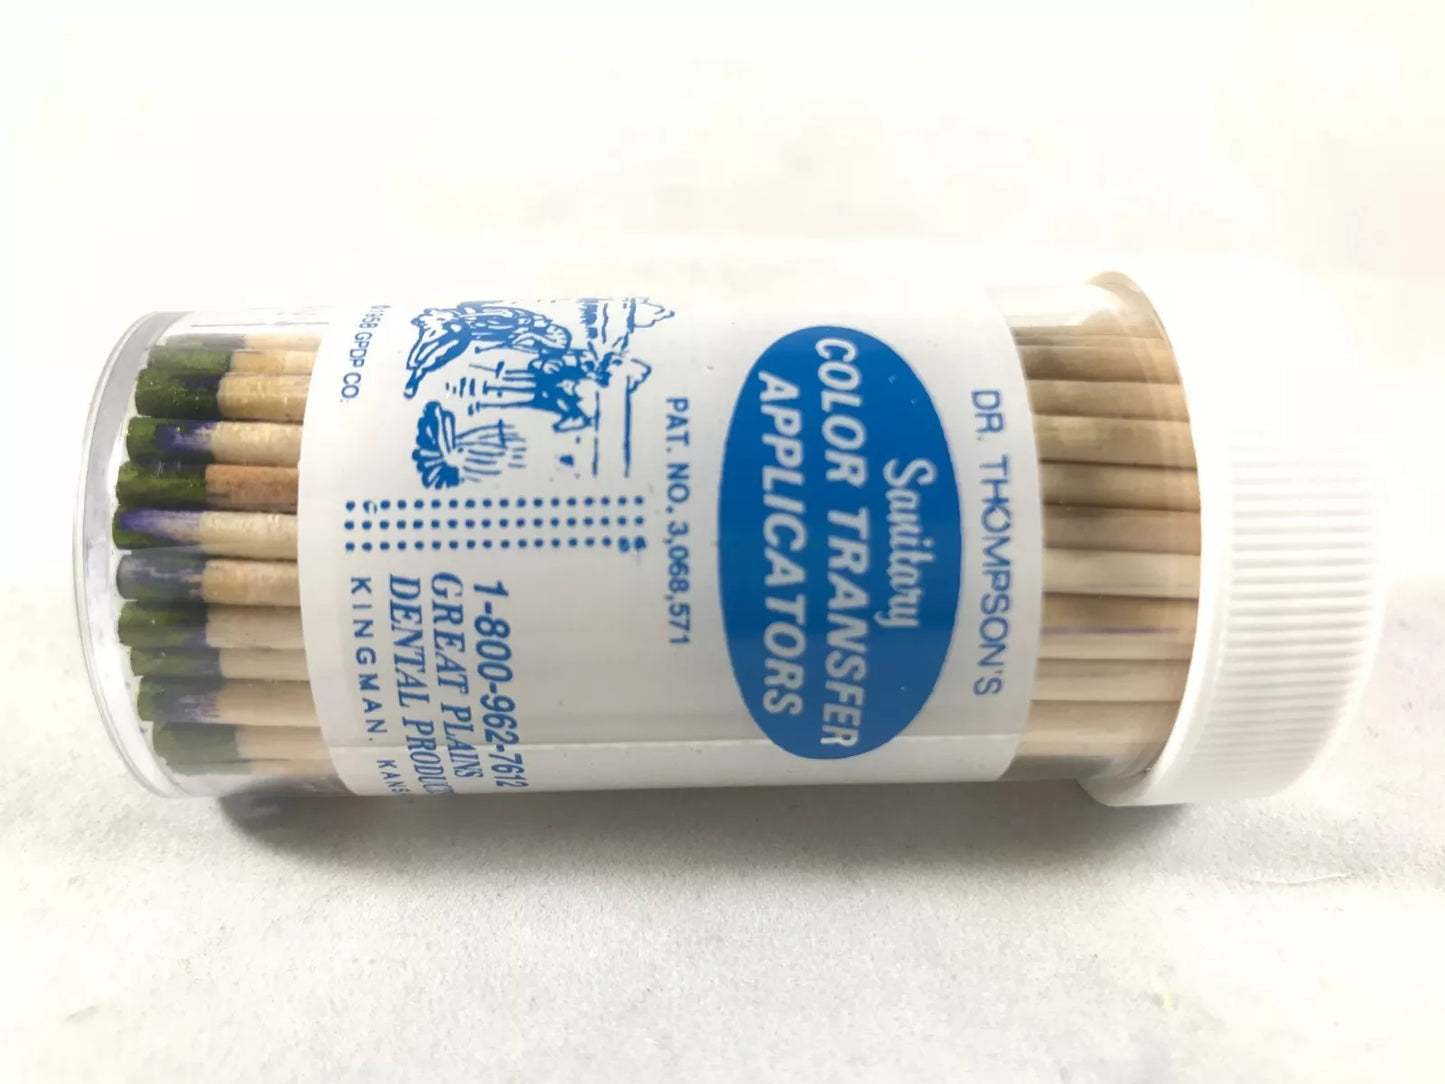 DR. THOMPSON'S
Sanitary
COLOR TRANSFER
APPLICATORS
PAT. NO. 3,068,571
1-800-962-7612
GREAT PLAINS
DENTAL PRODUC
KINGMAN, KANS
©1958 GPDP CO.